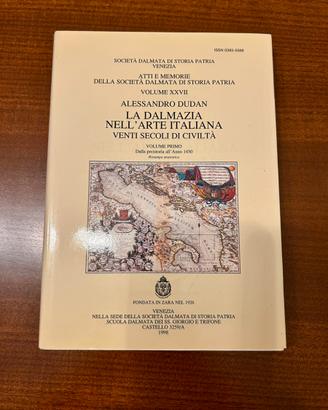 ISSN 0393-5388
SOCIETÀ DALMATA DI STORIA PATRIA
VENEZIA
ATTI E MEMORIE
DELLA SOCIETÀ DALMATA DI STORIA PATRIA
VOLUME XXVII
ALESSANDRO DUDAN
LA DALMAZIA
NELL'ARTE ITALIANA
VENTI SECOLI DI CIVILTÀ
VOLUME PRIMO
Dalla preistoria all'Anno 1450
Ristampa anastatica
FONDATA IN ZARA NEL 1926
VENEZIA
NELLA SEDE DELLA SOCIETÀ DALMATA DI STORIA PATRIA
SCUOLA DALMATA DEI SS. GIORGIO E TRIFONE
CASTELLO 3259/A
1998